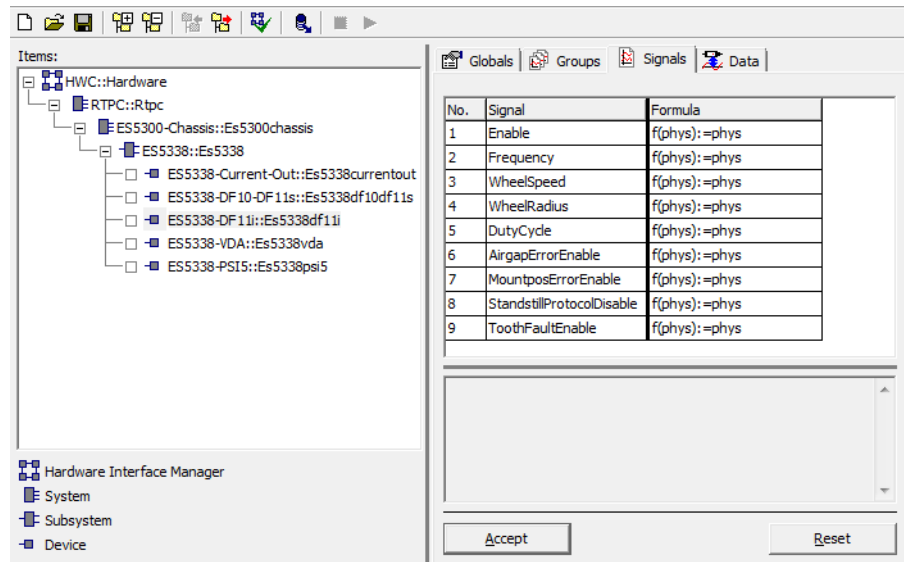 Items:
HWC::Hardware
RTPC::Rtpc
ES5300-Chassis::Es5300chassis
ES5338::Es5338
ES5338-Current-Out::Es5338currentout
ES5338-DF10-DF11s::Es5338df10df11s
ES5338-DF11i::Es5338df11i
ES5338-VDA::Es5338vda
ES5338-PSI5::Es5338psi5
Hardware Interface Manager
System
Subsystem
Device
Globals Groups Signals Data
No. Signal Formula
1 Enable f(phys):=phys
2 Frequency f(phys):=phys
3 WheelSpeed f(phys):=phys
4 WheelRadius f(phys):=phys
5 DutyCycle f(phys):=phys
6 AirgapErrorEnable f(phys):=phys
7 MountposErrorEnable f(phys):=phys
8 StandstillProtocolDisable f(phys):=phys
9 ToothFaultEnable f(phys):=phys
Accept Reset